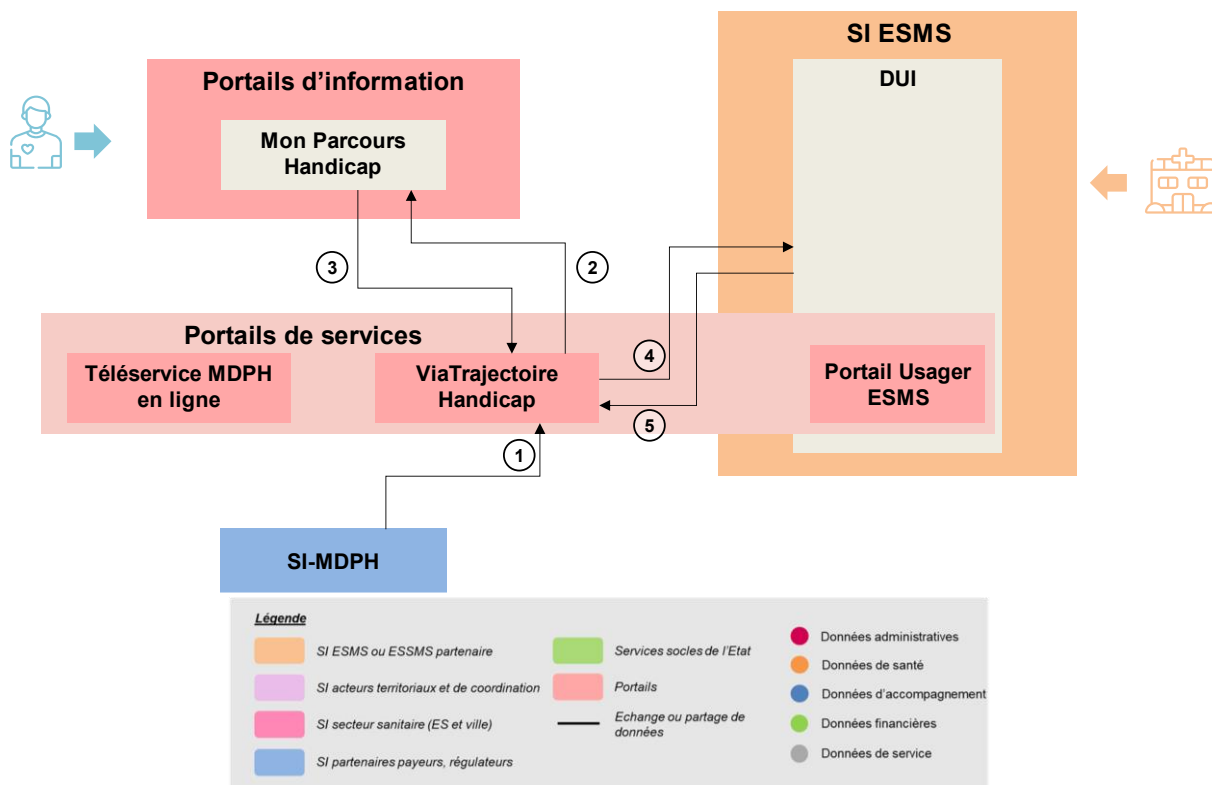 SI ESMS
DUI
Portails d’information
Mon Parcours
Handicap
3
2
Portails de services
4
Téléservice MDPH
en ligne
ViaTrajectoire
Handicap
Portail Usager
ESMS
5
1
SI-MDPH
Légende
SI ESMS ou ESSMS partenaire
SI acteurs territoriaux et de coordination
SI secteur sanitaire (ES et ville)
SI partenaires payeurs, régulateurs
Services socles de l’Etat
Portails
Echange ou partage de
données
Données administratives
Données de santé
Données d’accompagnement
Données financières
Données de service